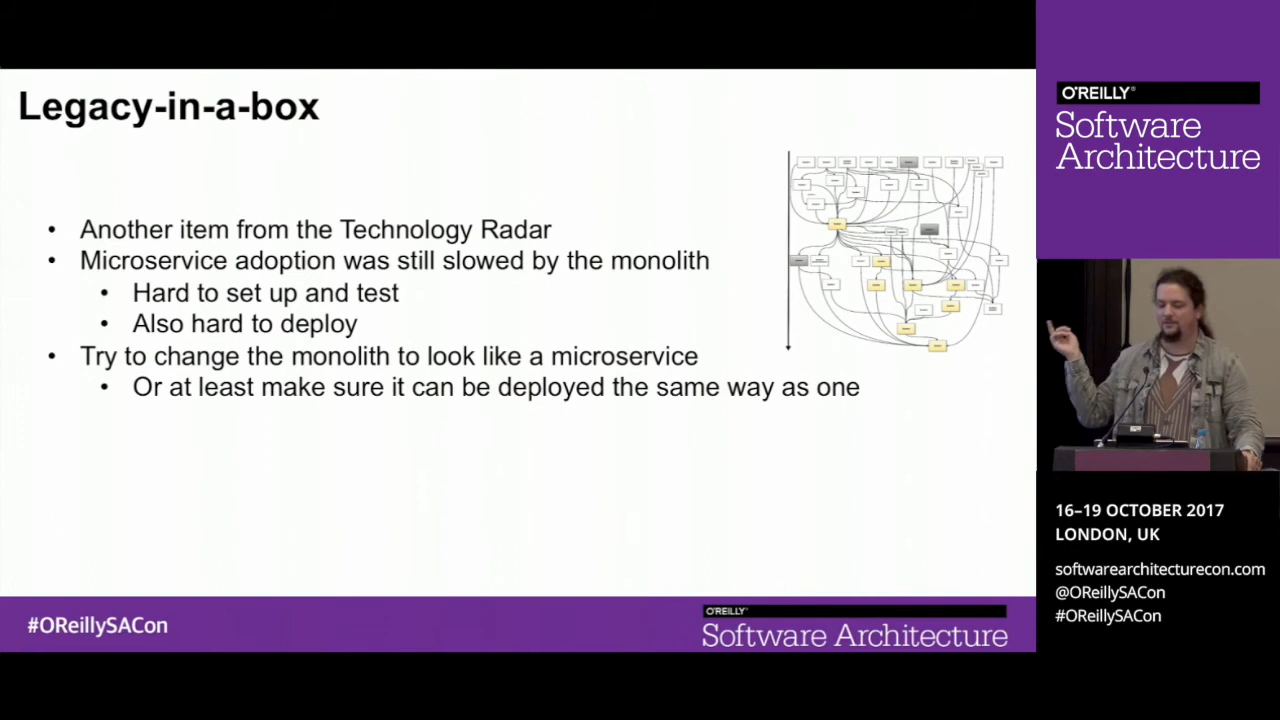 Legacy-in-a-box
• Another item from the Technology Radar
• Microservice adoption was still slowed by the monolith
• Hard to set up and test
• Also hard to deploy
• Try to change the monolith to look like a microservice
• Or at least make sure it can be deployed the same way as one
#OReillySACon
O'REILLY®
Software Architecture
O'REILLY®
Software
Architecture
16–19 OCTOBER 2017
LONDON, UK
softwarearchitecturecon.com
@OReillySACon
#OReillySACon